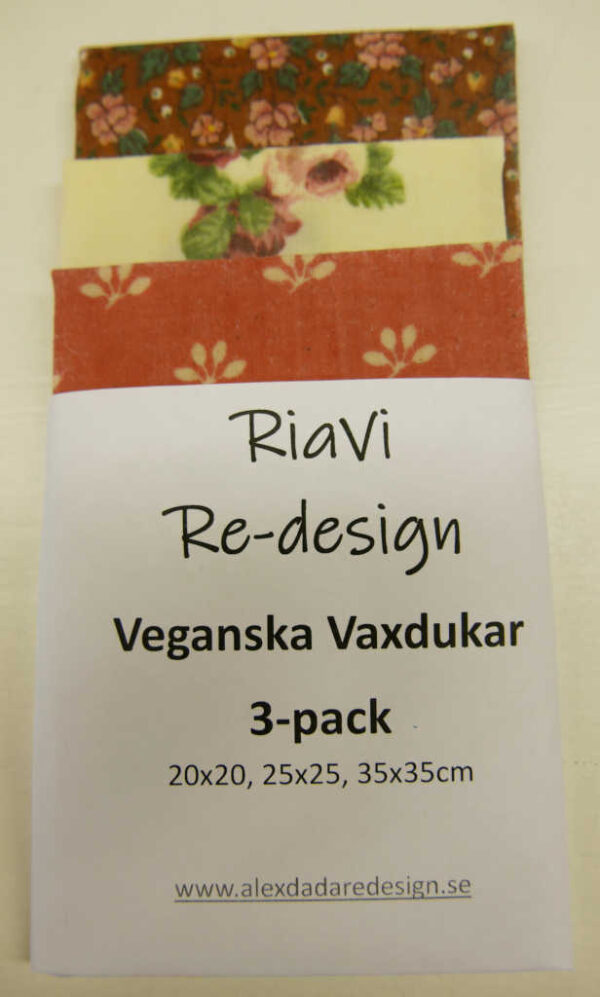 RiaVi
Re-design
Veganska Vaxdukar
3-pack
20x20, 25x25, 35x35cm
www.alexdadaredesign.se